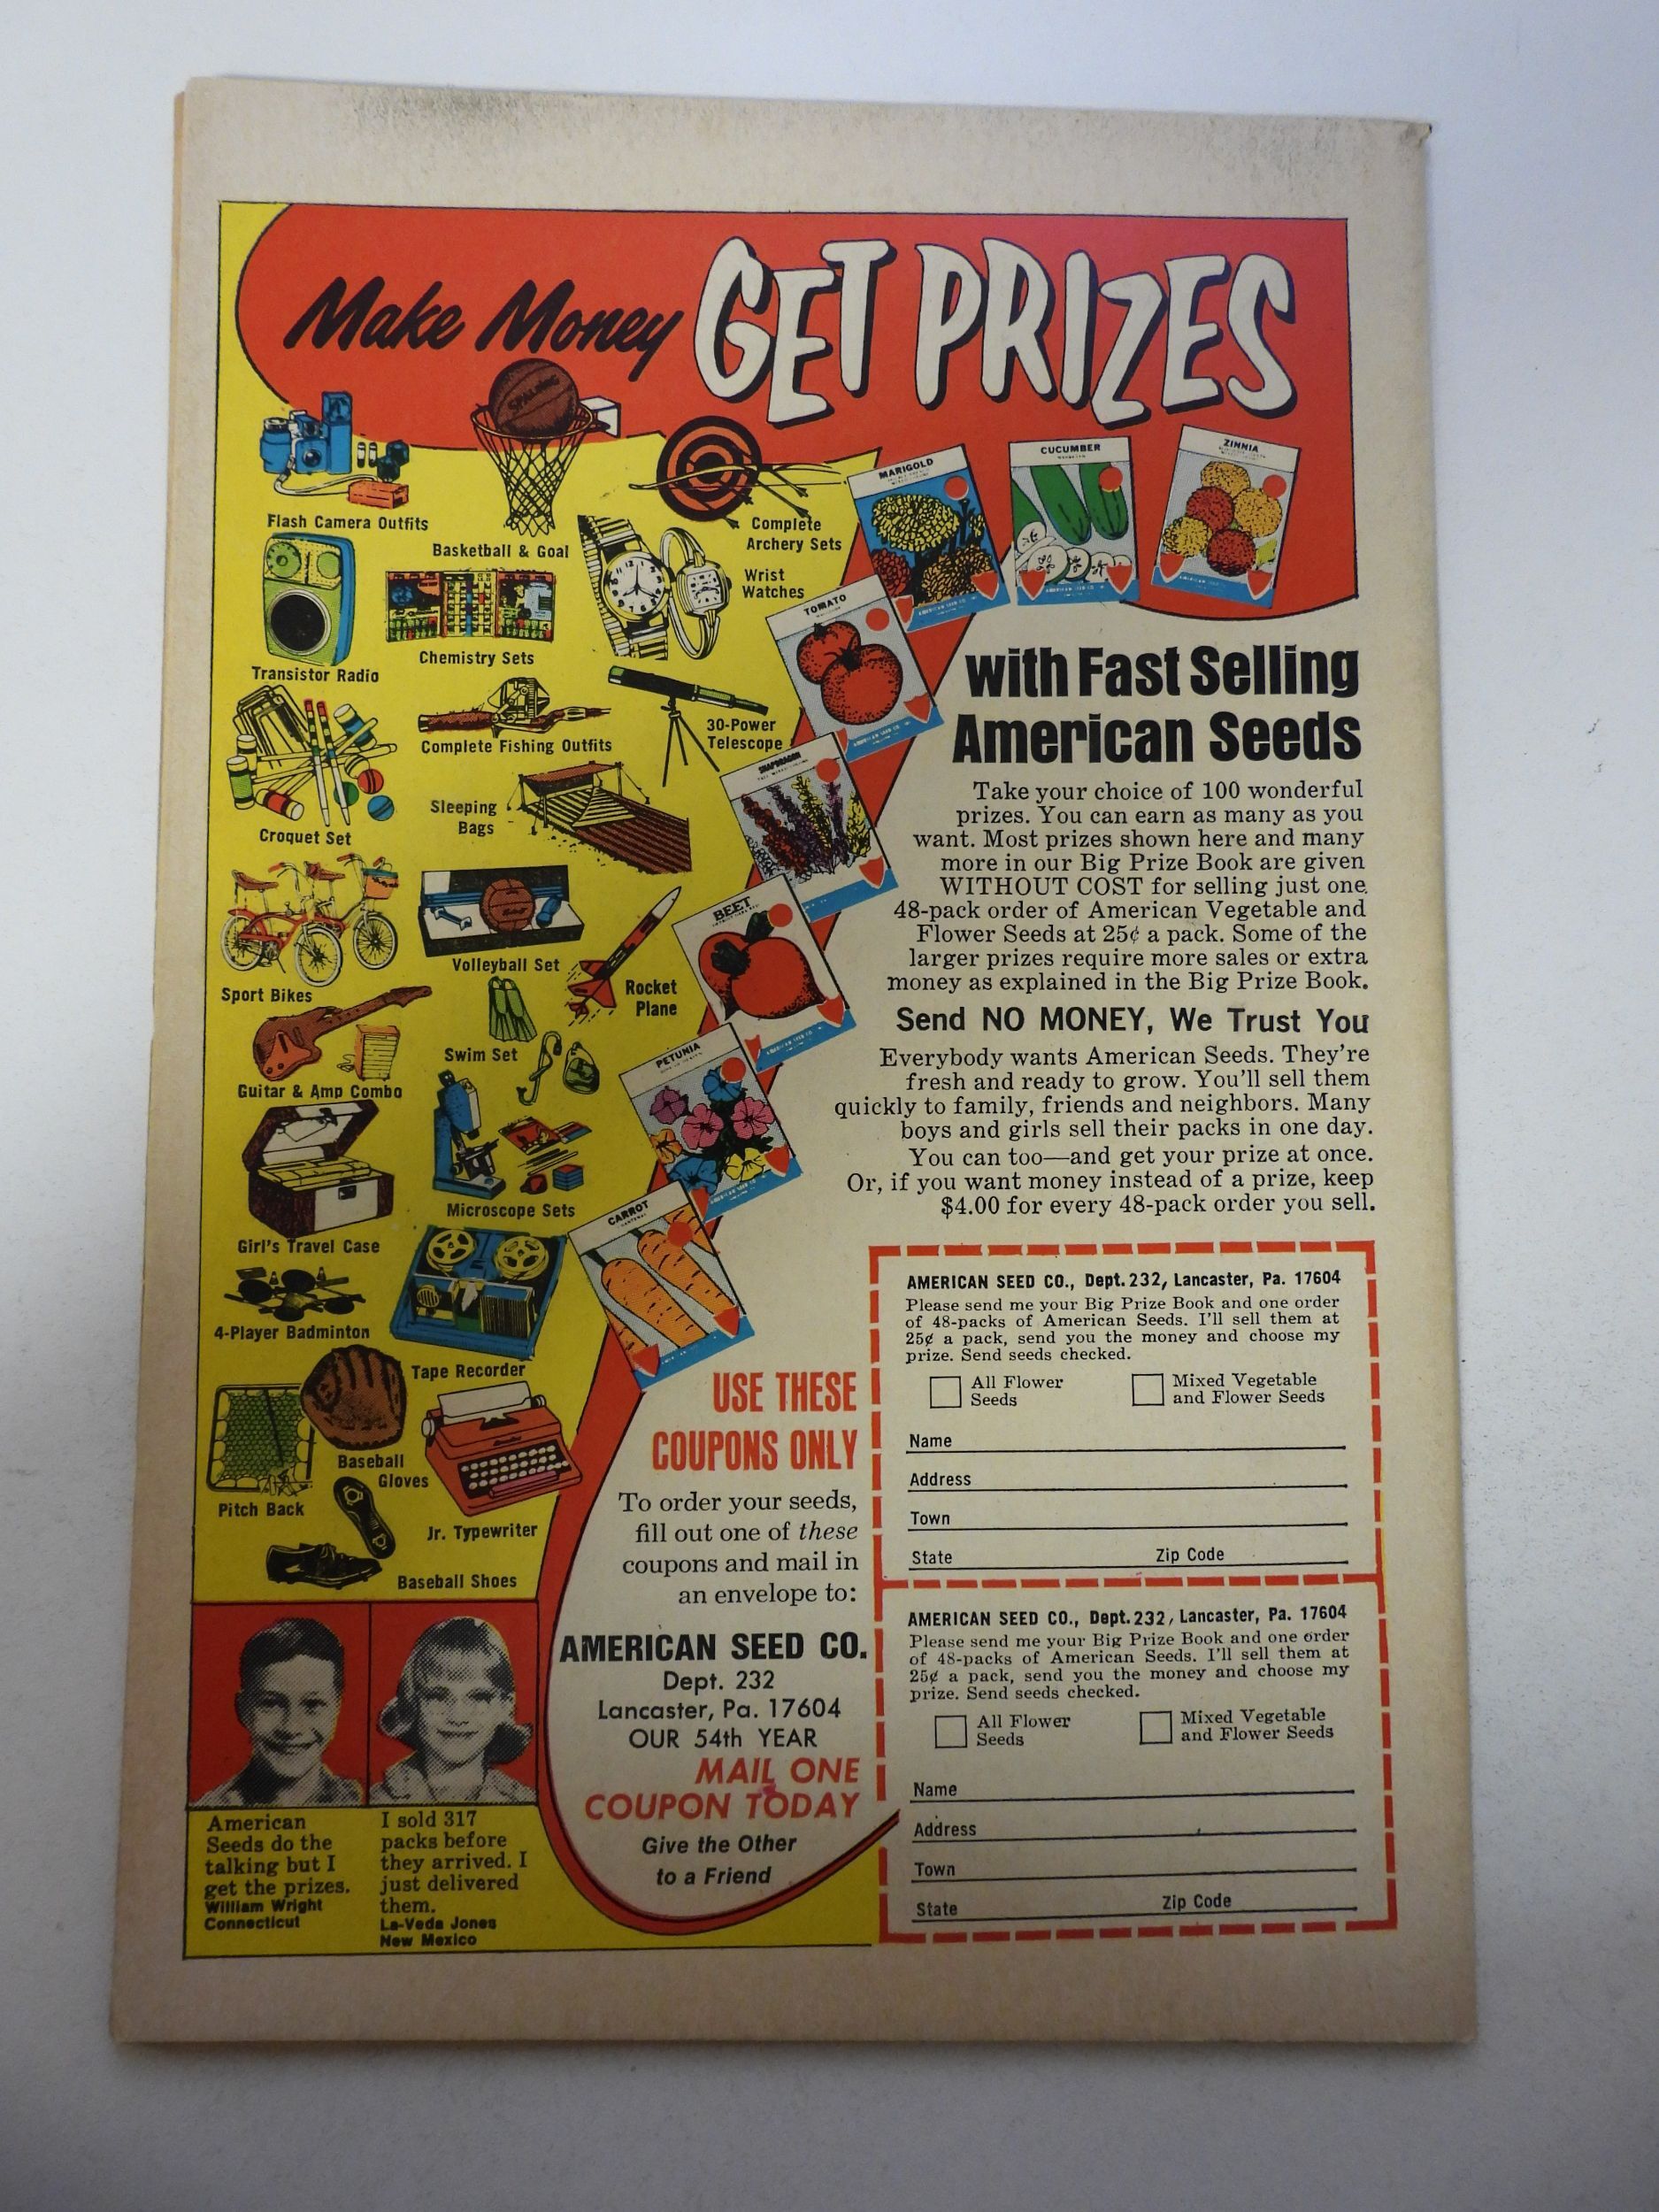 Make Money GET PRIZES
SPALDING
Flash Camera Outfits
Basketball & Goal
Complete
Archery Sets
Wrist
Watches
Transistor Radio
Chemistry Sets
Complete Fishing Outfits
30-Power
Telescope
Croquet Set
Sleeping
Bags
Sport Bikes
Volleyball Set
Rocket
Plane
Guitar & Amp Combo
Swim Set
Girl's Travel Case
Microscope Sets
4-Player Badminton
Tape Recorder
Pitch Back
Baseball
Gloves
Jr. Typewriter
Baseball Shoes
MARIGOLD
CUCUMBER
ZINNIA
TOMATO
SNAPDRAGON
BEET
PETUNIA
CARROT
with Fast Selling
American Seeds
Take your choice of 100 wonderful
prizes. You can earn as many as you
want. Most prizes shown here and many
more in our Big Prize Book are given
WITHOUT COST for selling just one
48-pack order of American Vegetable and
Flower Seeds at 25¢ a pack. Some of the
larger prizes require more sales or extra
money as explained in the Big Prize Book.
Send NO MONEY, We Trust You
Everybody wants American Seeds. They're
fresh and ready to grow. You'll sell them
quickly to family, friends and neighbors. Many
boys and girls sell their packs in one day.
You can too—and get your prize at once.
Or, if you want money instead of a prize, keep
$4.00 for every 48-pack order you sell.
USE THESE
COUPONS ONLY
To order your seeds,
fill out one of these
coupons and mail in
an envelope to:
AMERICAN SEED CO.
Dept. 232
Lancaster, Pa. 17604
OUR 54th YEAR
MAIL ONE
COUPON TODAY
Give the Other
to a Friend
AMERICAN SEED CO., Dept. 232, Lancaster, Pa. 17604
Please send me your Big Prize Book and one order
of 48-packs of American Seeds. I'll sell them at
25¢ a pack, send you the money and choose my
prize. Send seeds checked.
All Flower
Seeds
Mixed Vegetable
and Flower Seeds
Name
Address
Town
State Zip Code
AMERICAN SEED CO., Dept. 232, Lancaster, Pa. 17604
Please send me your Big Prize Book and one order
of 48-packs of American Seeds. I'll sell them at
25¢ a pack, send you the money and choose my
prize. Send seeds checked.
All Flower
Seeds
Mixed Vegetable
and Flower Seeds
Name
Address
Town
State Zip Code
American
Seeds do the
talking but I
get the prizes.
William Wright
Connecticut
I sold 317
packs before
they arrived. I
just delivered
them.
La-Veda Jones
New Mexico